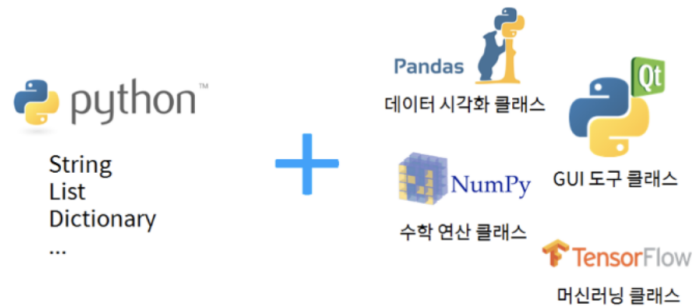 python™
String
List
Dictionary
...
Pandas
데이터 시각화 클래스
Qt
GUI 도구 클래스
NumPy
수학 연산 클래스
TensorFlow
머신러닝 클래스